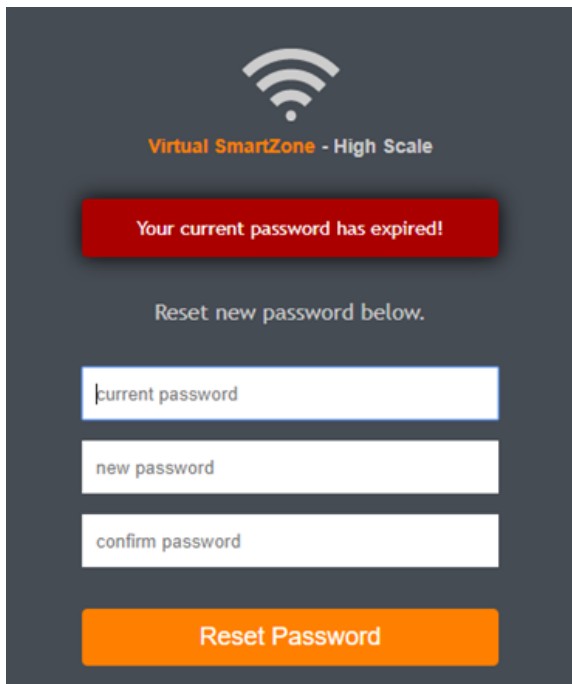 Virtual SmartZone - High Scale
Your current password has expired!
Reset new password below.
current password
new password
confirm password
Reset Password